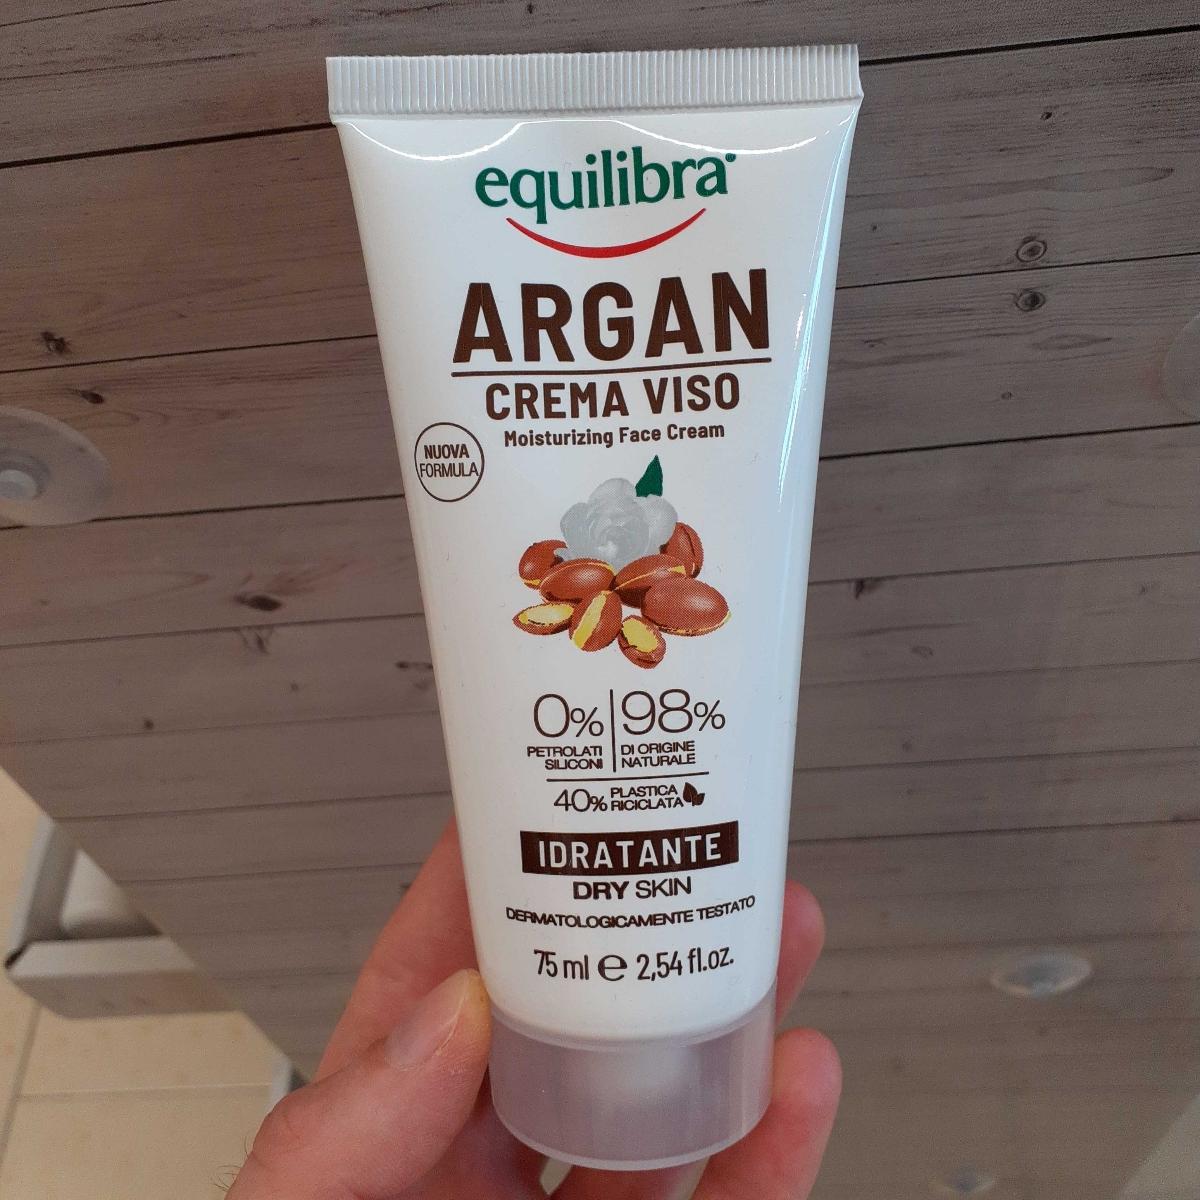 equilibra
ARGAN
CREMA VISO
Moisturizing Face Cream
NUOVA
FORMULA
0%
PETROLATI
SILICONI
98%
DI ORIGINE
NATURALE
40% PLASTICA
RICICLATA
IDRATANTE
DRY SKIN
DERMATOLOGICAMENTE TESTATO
75 ml e 2,54 fl.oz.